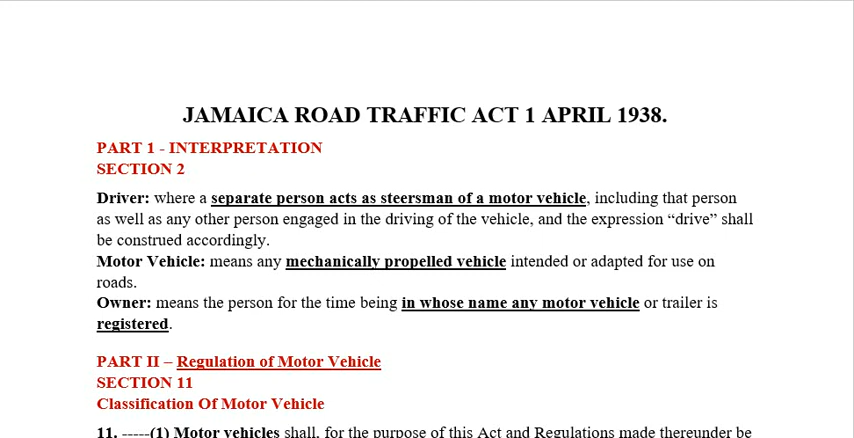 JAMAICA ROAD TRAFFIC ACT 1 APRIL 1938.
PART 1 - INTERPRETATION
SECTION 2
Driver: where a separate person acts as steersman of a motor vehicle, including that person
as well as any other person engaged in the driving of the vehicle, and the expression “drive” shall
be construed accordingly.
Motor Vehicle: means any mechanically propelled vehicle intended or adapted for use on
roads.
Owner: means the person for the time being in whose name any motor vehicle or trailer is
registered.
PART II – Regulation of Motor Vehicle
SECTION 11
Classification Of Motor Vehicle
11. -----(1) Motor vehicles shall, for the purpose of this Act and Regulations made thereunder be